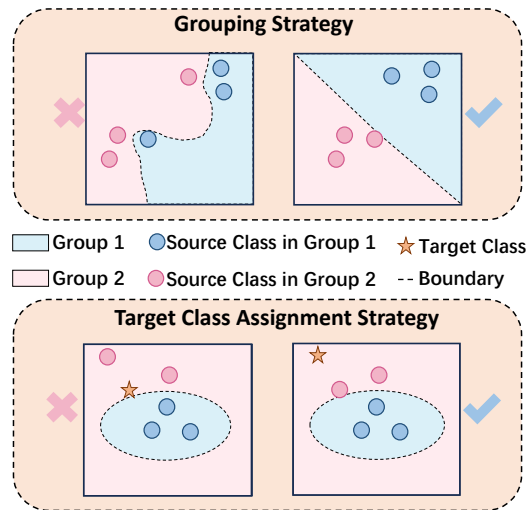 Grouping Strategy
Group 1
Source Class in Group 1
Target Class
Group 2
Source Class in Group 2
Boundary
Target Class Assignment Strategy